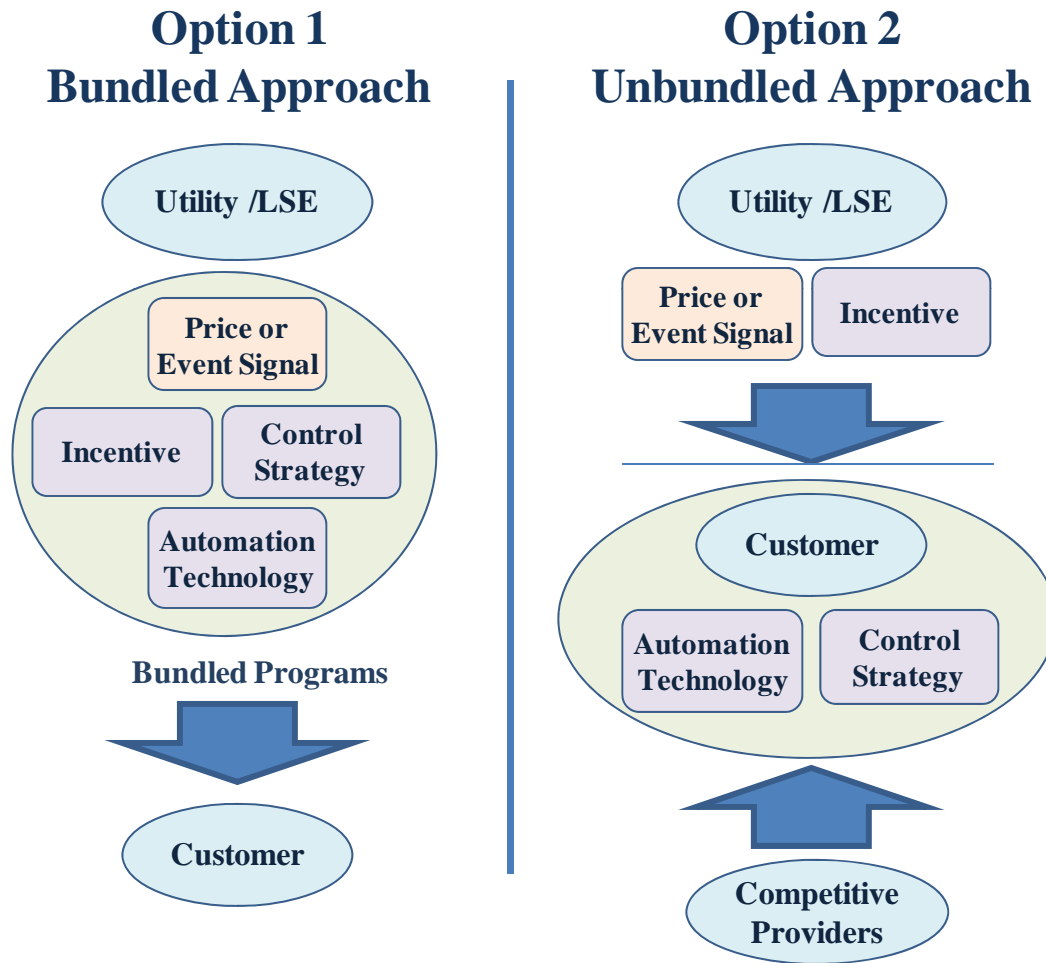 Option 1
Bundled Approach
Utility /LSE
Price or
Event Signal
Incentive
Control
Strategy
Automation
Technology
Bundled Programs
Customer
Option 2
Unbundled Approach
Utility /LSE
Price or
Event Signal
Incentive
Customer
Automation
Technology
Control
Strategy
Competitive
Providers